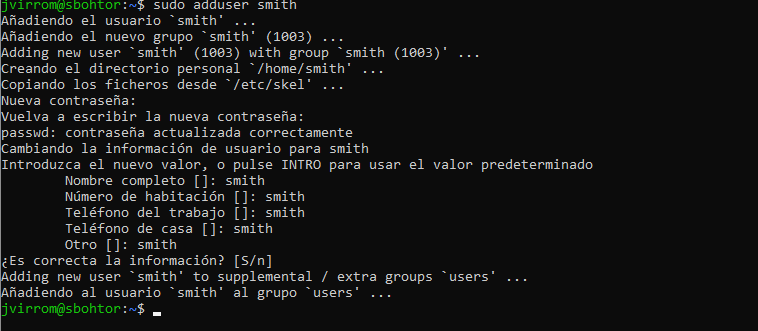 jvirrom@sbohtor:~$ sudo adduser smith
Añadiendo el usuario `smith' ...
Añadiendo el nuevo grupo `smith' (1003) ...
Adding new user `smith' (1003) with group `smith (1003)' ...
Creando el directorio personal `/home/smith' ...
Copiando los ficheros desde `/etc/skel' ...
Nueva contraseña:
Vuelva a escribir la nueva contraseña:
passwd: contraseña actualizada correctamente
Cambiando la información de usuario para smith
Introduzca el nuevo valor, o pulse INTRO para usar el valor predeterminado
        Nombre completo []: smith
        Número de habitación []: smith
        Teléfono del trabajo []: smith
        Teléfono de casa []: smith
        Otro []: smith
¿Es correcta la información? [S/n]
Adding new user `smith' to supplemental / extra groups `users' ...
Añadiendo al usuario `smith' al grupo `users' ...
jvirrom@sbohtor:~$